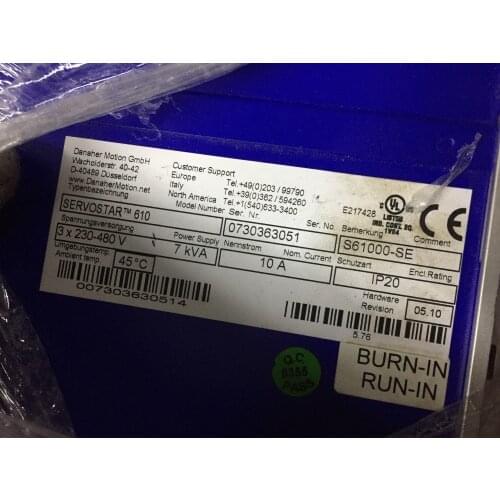 Danaher Motion GmbH
Wacholderstr. 40-42
D-40489 Düsseldorf
www.DanaherMotion.net
Customer Support
Europe Tel.+49(0)203 / 99790
Italy Tel.+39(0)362 / 594260
North America Tel.+1(540)633-3400
E217428
UL
LISTED
IND. CONT. EQ.
CE
Typenbezeichnung Model Number Ser. Nr. Ser. No. Bemerkung Comment
SERVOSTAR™ 610 0730363051 S61000-SE
Spannungsversorgung Power Supply Nennstrom Nom. Current Schutzart Encl.Rating
3 x 230-480 V 7 kVA 10 A IP20
Umgebungstemp.
Ambient temp.
45°C
Hardware
Revision
05.10
007303630514
5.76
Q.C
PASS
BURN-IN
RUN-IN